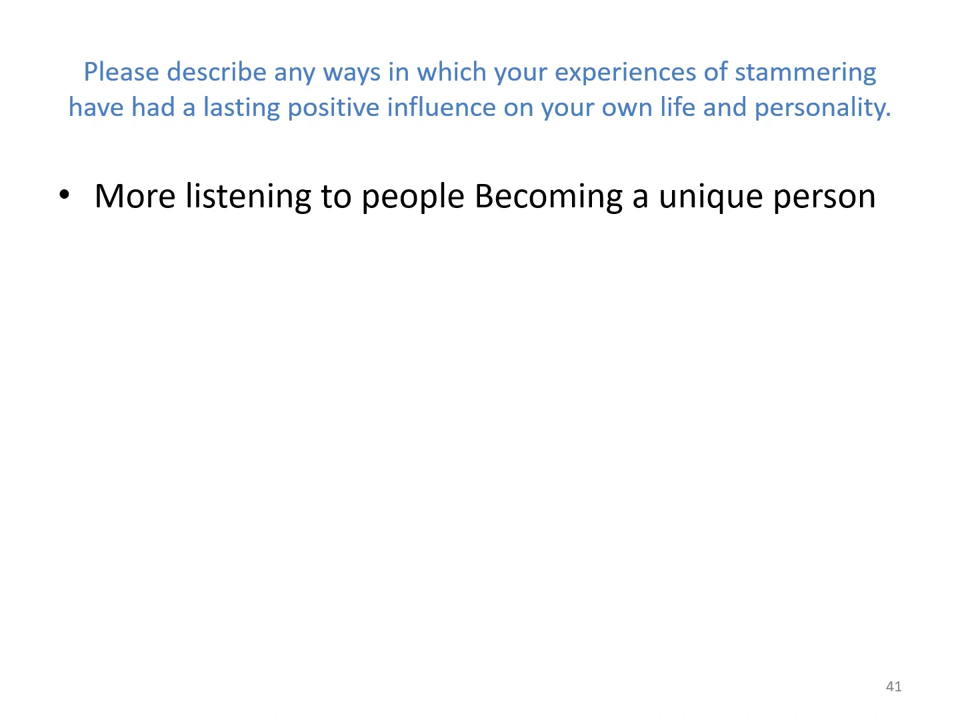 Please describe any ways in which your experiences of stammering
have had a lasting positive influence on your own life and personality.
• More listening to people Becoming a unique person
41